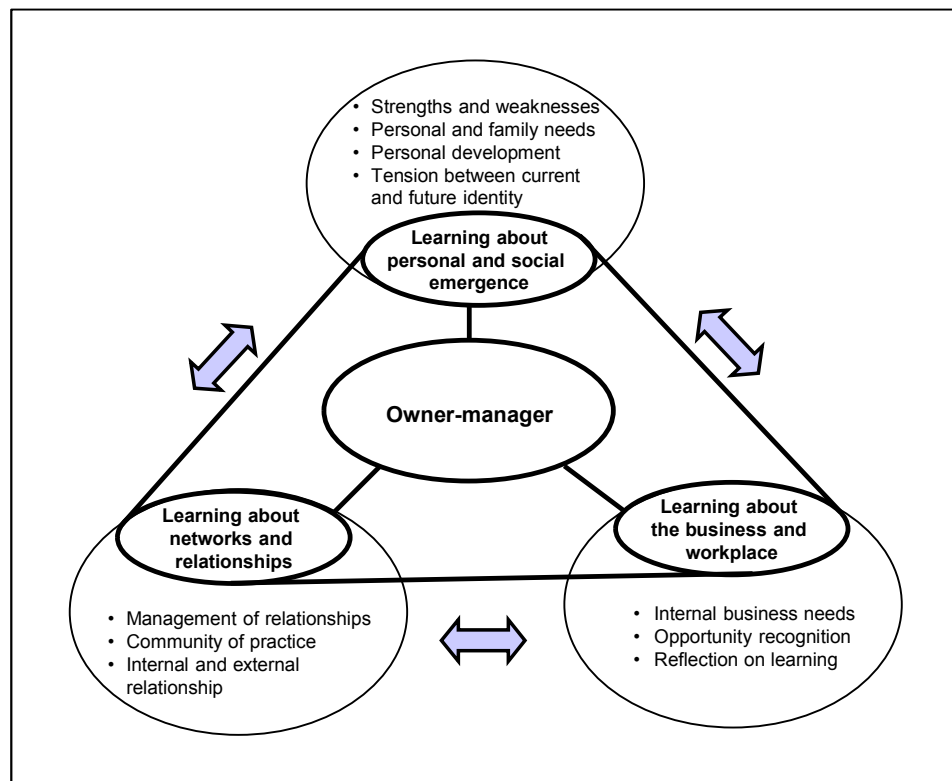 • Strengths and weaknesses
• Personal and family needs
• Personal development
• Tension between current
and future identity
Learning about
personal and social
emergence
Owner-manager
Learning about
networks and
relationships
• Management of relationships
• Community of practice
• Internal and external
relationship
Learning about
the business and
workplace
• Internal business needs
• Opportunity recognition
• Reflection on learning